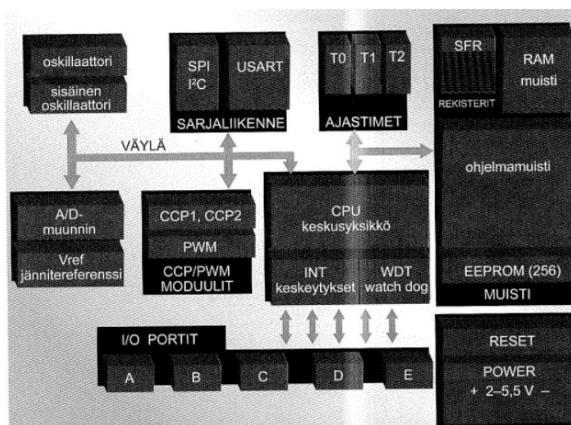 oskillaattori
sisäinen
oskillaattori
SPI
I²C
USART
SARJALIIKENNE
T0 T1 T2
AJASTIMET
SFR
REKISTERIT
RAM
muisti
ohjelmamuisti
EEPROM (256)
MUISTI
VÄYLÄ
A/D-
muunnin
Vref
jännitereferenssi
CCP1, CCP2
PWM
CCP/PWM
MODUULIT
CPU
keskusyksikkö
INT
keskeytykset
WDT
watch dog
I/O PORTIT
A B C D E
RESET
POWER
+ 2–5,5 V –